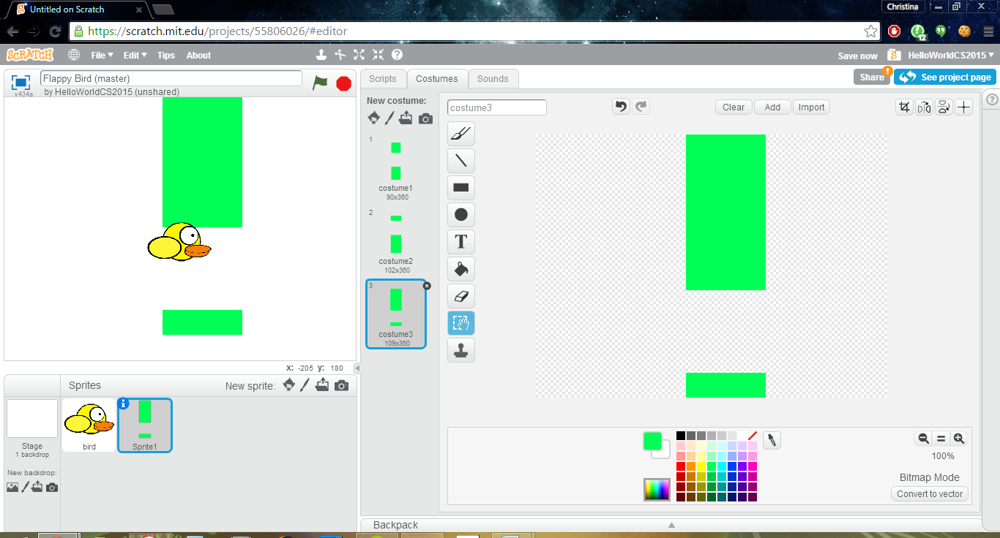 Untitled on Scratch
Christina
https://scratch.mit.edu/projects/55806026/#editor
12
SCRATCH
File
Edit
Tips
About
Save now
HelloWorldCS2015
v434a
Flappy Bird (master)
by HelloWorldCS2015 (unshared)
Scripts
Costumes
Sounds
Share
!
See project page
New costume:
costume3
Clear
Add
Import
?
1
costume1
90x360
2
costume2
102x360
3
costume3
109x360
T
x: -205 y: 180
Sprites
New sprite:
Stage
1 backdrop
New backdrop:
bird
i
Sprite1
100%
Bitmap Mode
Convert to vector
Backpack